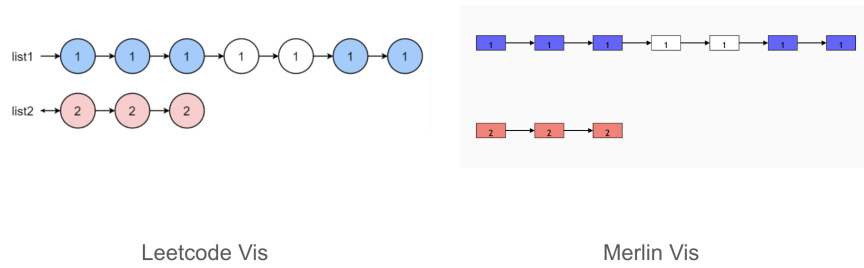 list1 1 1 1 1 1 1 1
list2 2 2 2
1 1 1 1 1 1 1
2 2 2
Leetcode Vis
Merlin Vis